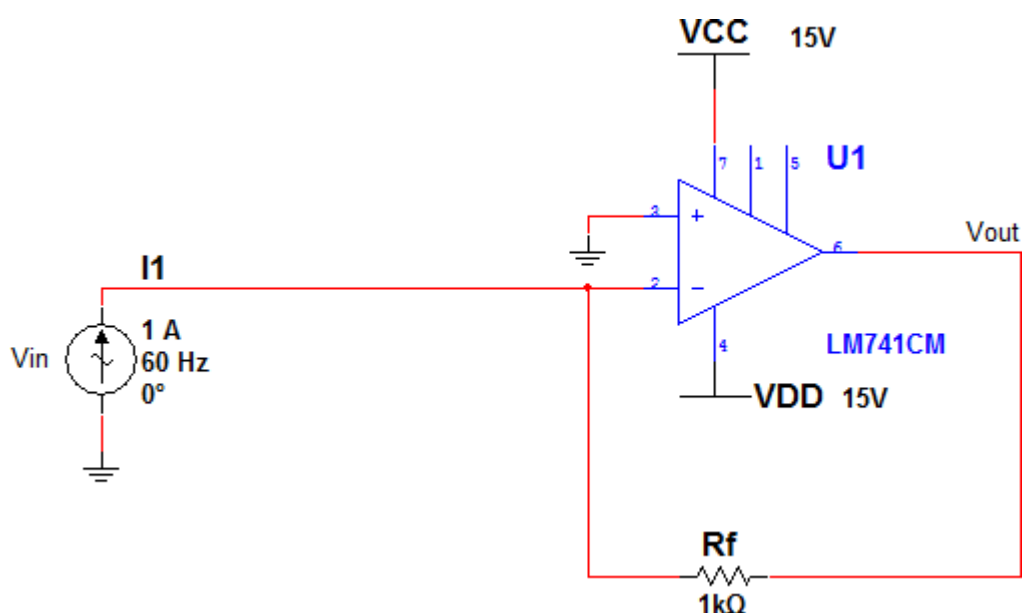 VCC 15V
7 1 5 U1
3 +
Vout
6
I1
2 −
1 A
Vin 60 Hz
0°
4 LM741CM
VDD 15V
Rf
1kΩ